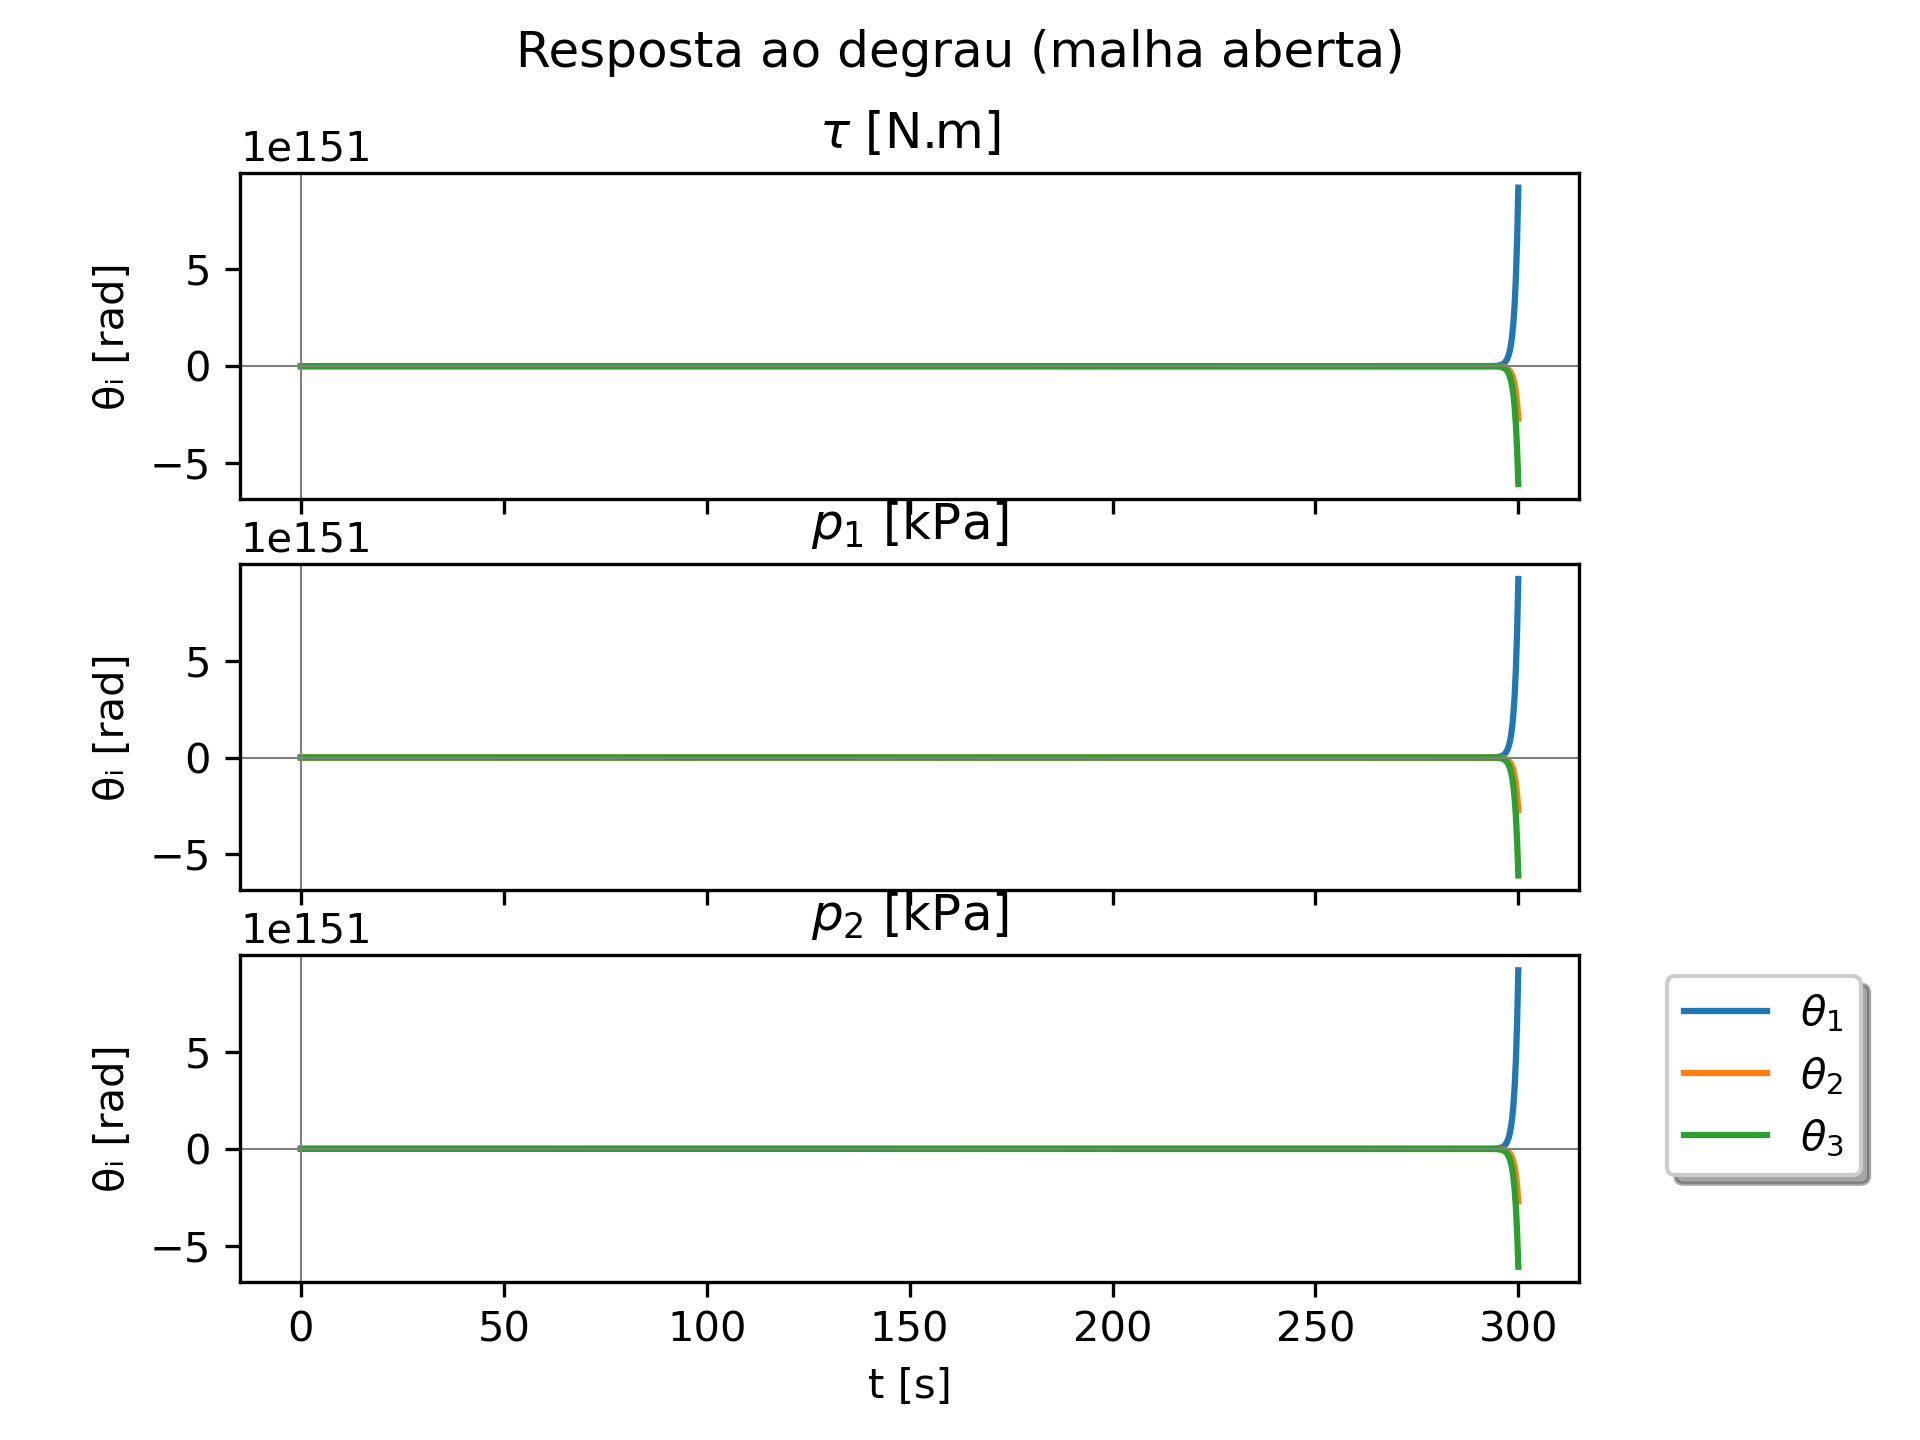 Resposta ao degrau (malha aberta)
τ [N.m]
1e151
θᵢ [rad]
5
0
−5
p₁ [kPa]
1e151
θᵢ [rad]
5
0
−5
p₂ [kPa]
1e151
θᵢ [rad]
5
0
−5
0 50 100 150 200 250 300
t [s]
θ₁
θ₂
θ₃